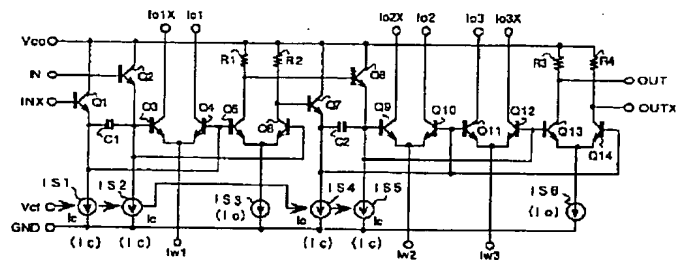 Io1X Io1 Io2X Io2 Io3 Io3X
Vcc R1 R2 R3 R4
IN Q2 Q8 OUT
INX Q1 Q3 Q4 Q5 Q6 Q7 Q9 Q10 Q11 Q12 Q13 OUTX
C1 C2 Q14
IS1 IS2 IS3 IS4 IS5 IS6
Vct Ic Ic (Io) Ic (Io)
GND
(Ic) (Ic) Iw1 (Ic) (Ic) Iw2 Iw3